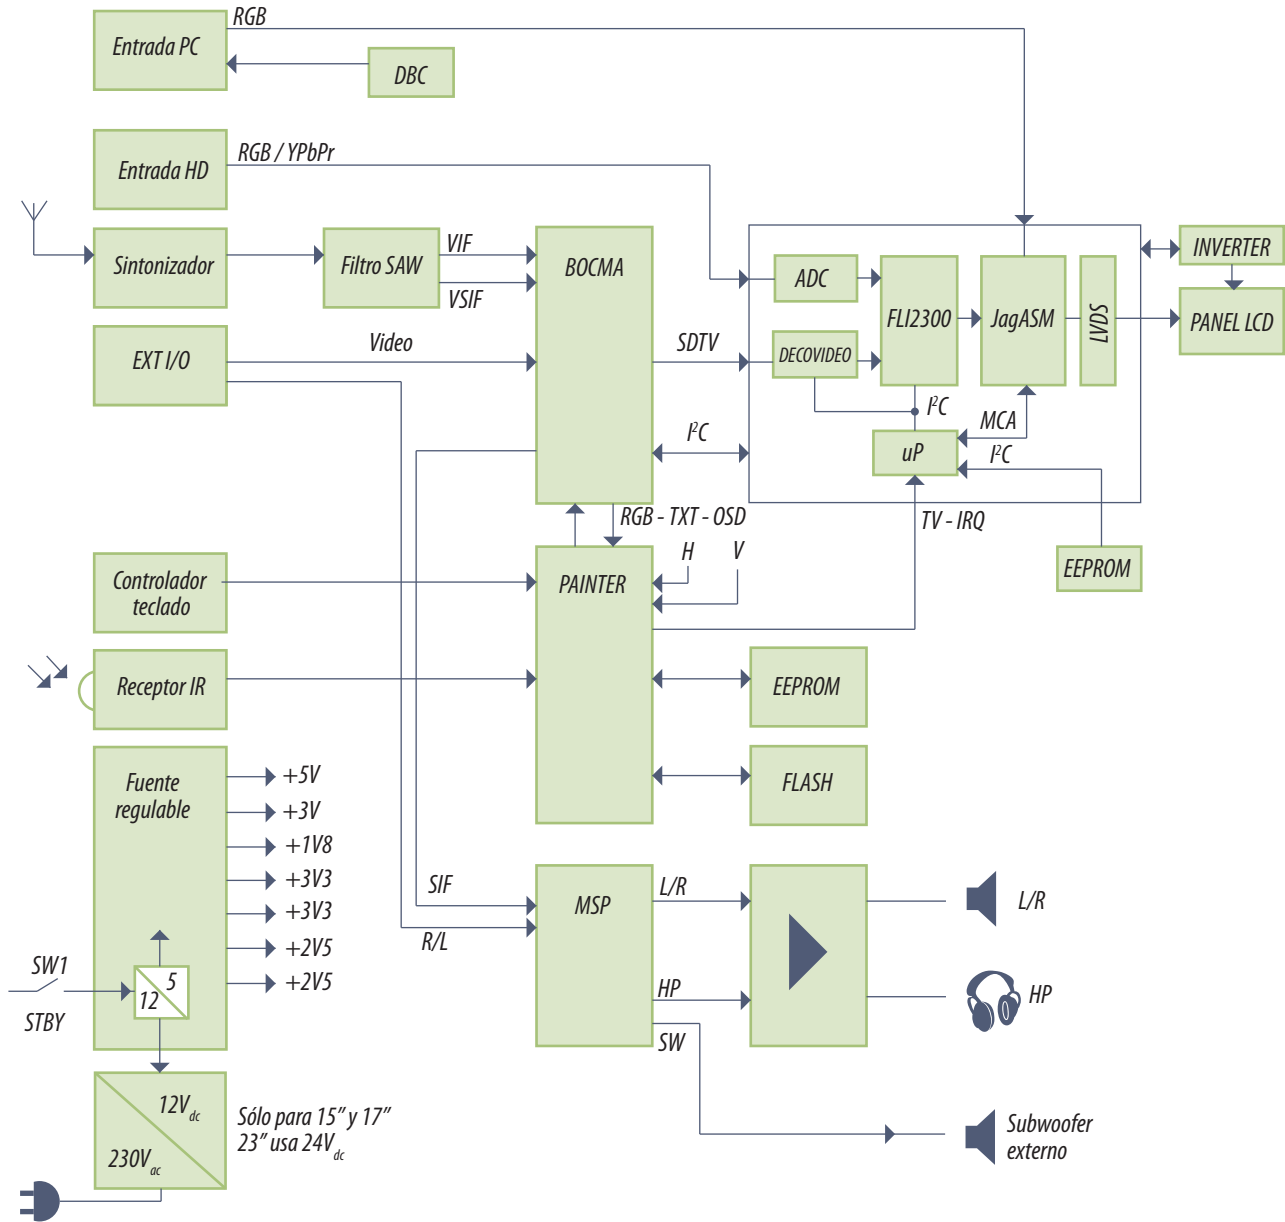 RGB
Entrada PC
DBC
RGB / YPbPr
Entrada HD
Sintonizador
Filtro SAW
VIF
VSIF
BOCMA
ADC
FLI2300
JagASM
LVDS
INVERTER
PANEL LCD
EXT I/O
Video
SDTV
DECOVIDEO
I²C
MCA
I²C
uP
I²C
RGB - TXT - OSD
TV - IRQ
H
V
EEPROM
Controlador
teclado
PAINTER
Receptor IR
EEPROM
FLASH
Fuente
regulable
+5V
+3V
+1V8
+3V3
+3V3
+2V5
+2V5
SIF
R/L
MSP
L/R
HP
SW
L/R
HP
SW1
STBY
5
12
12Vdc
230Vac
Sólo para 15” y 17”
23” usa 24Vdc
Subwoofer
externo